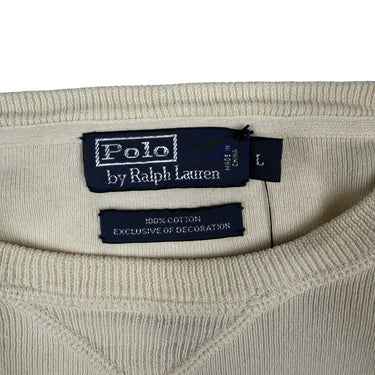 Polo
by Ralph Lauren
MADE IN
CHINA
L
100% COTTON
EXCLUSIVE OF DECORATION